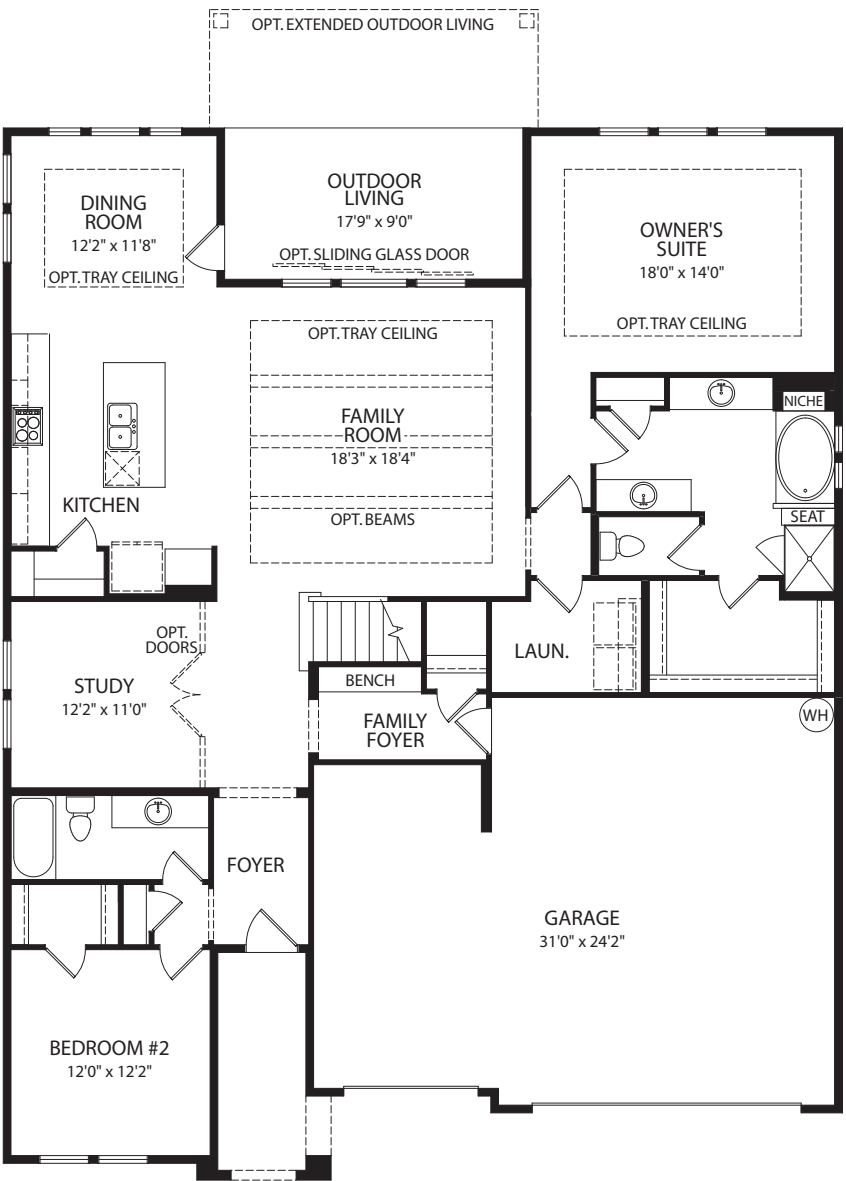 OPT. EXTENDED OUTDOOR LIVING
DINING
ROOM
12'2" x 11'8"
OPT. TRAY CEILING
OUTDOOR
LIVING
17'9" x 9'0"
OPT. SLIDING GLASS DOOR
OWNER'S
SUITE
18'0" x 14'0"
OPT. TRAY CEILING
OPT. TRAY CEILING
FAMILY
ROOM
18'3" x 18'4"
OPT. BEAMS
KITCHEN
NICHE
SEAT
OPT.
DOORS
STUDY
12'2" x 11'0"
LAUN.
BENCH
FAMILY
FOYER
WH
FOYER
GARAGE
31'0" x 24'2"
BEDROOM #2
12'0" x 12'2"